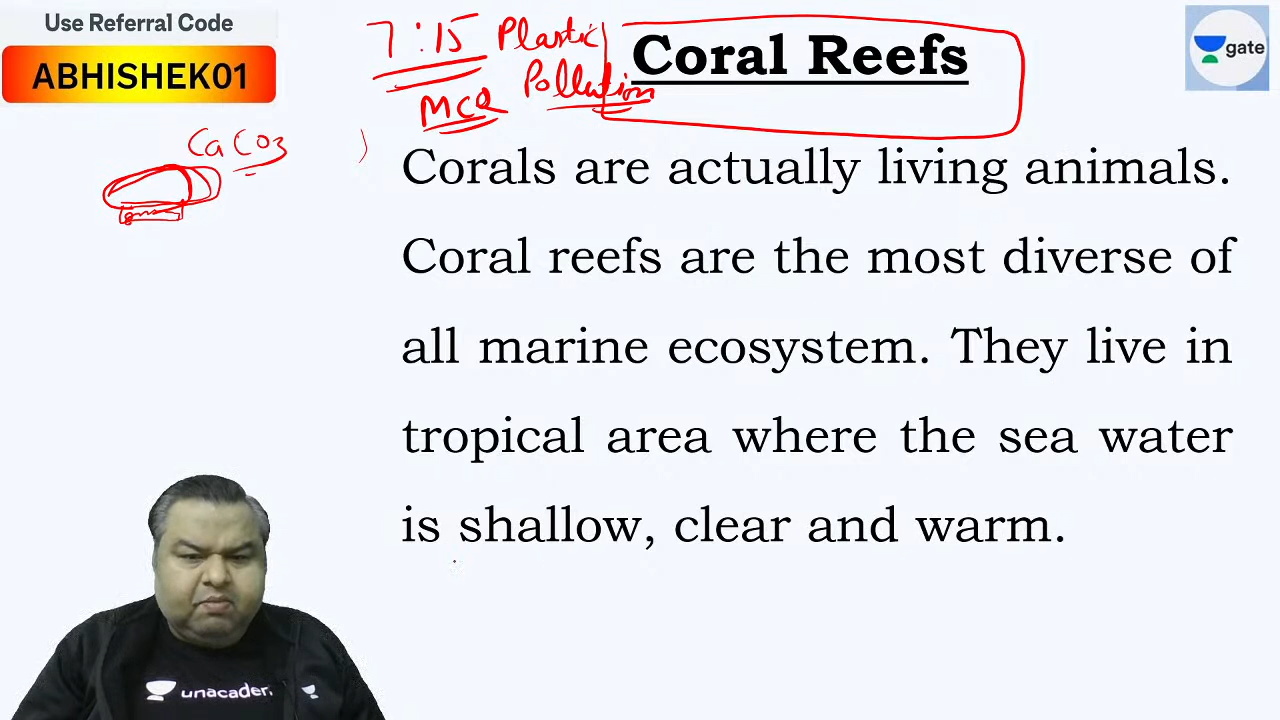 Use Referral Code
ABHISHEK01
7:15 Plastic
Pollution
MCQ
Coral Reefs
gate
CaCO3
Corals are actually living animals.
Coral reefs are the most diverse of
all marine ecosystem. They live in
tropical area where the sea water
is shallow, clear and warm.
unacadem